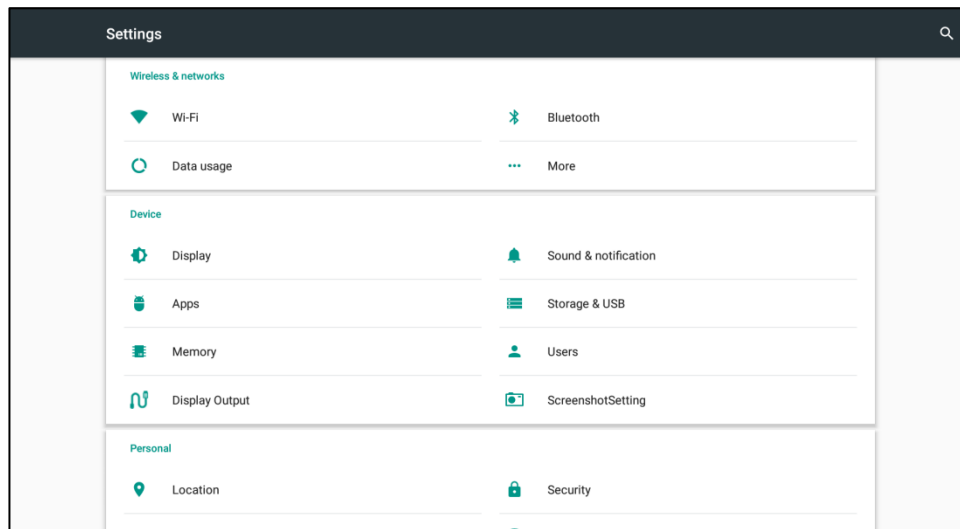 Settings
Wireless & networks
Wi-Fi
Bluetooth
Data usage
More
Device
Display
Sound & notification
Apps
Storage & USB
Memory
Users
Display Output
ScreenshotSetting
Personal
Location
Security